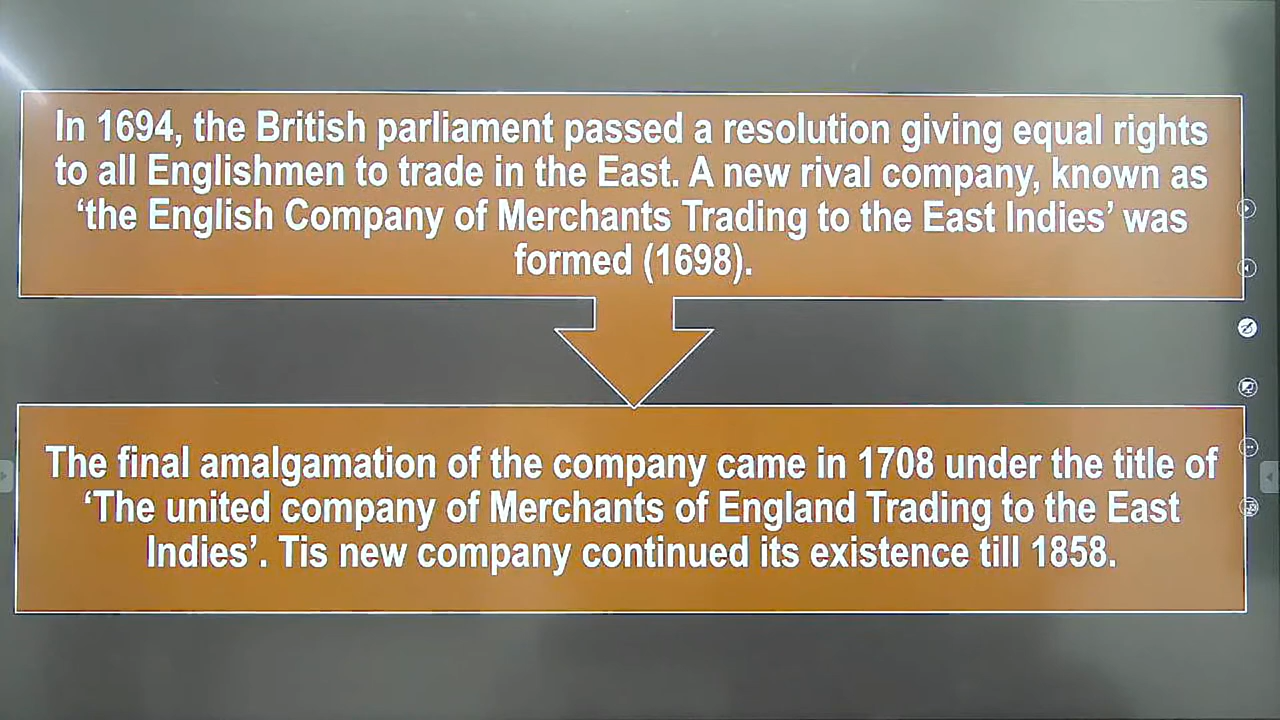 In 1694, the British parliament passed a resolution giving equal rights
to all Englishmen to trade in the East. A new rival company, known as
‘the English Company of Merchants Trading to the East Indies’ was
formed (1698).
The final amalgamation of the company came in 1708 under the title of
‘The united company of Merchants of England Trading to the East
Indies’. Tis new company continued its existence till 1858.